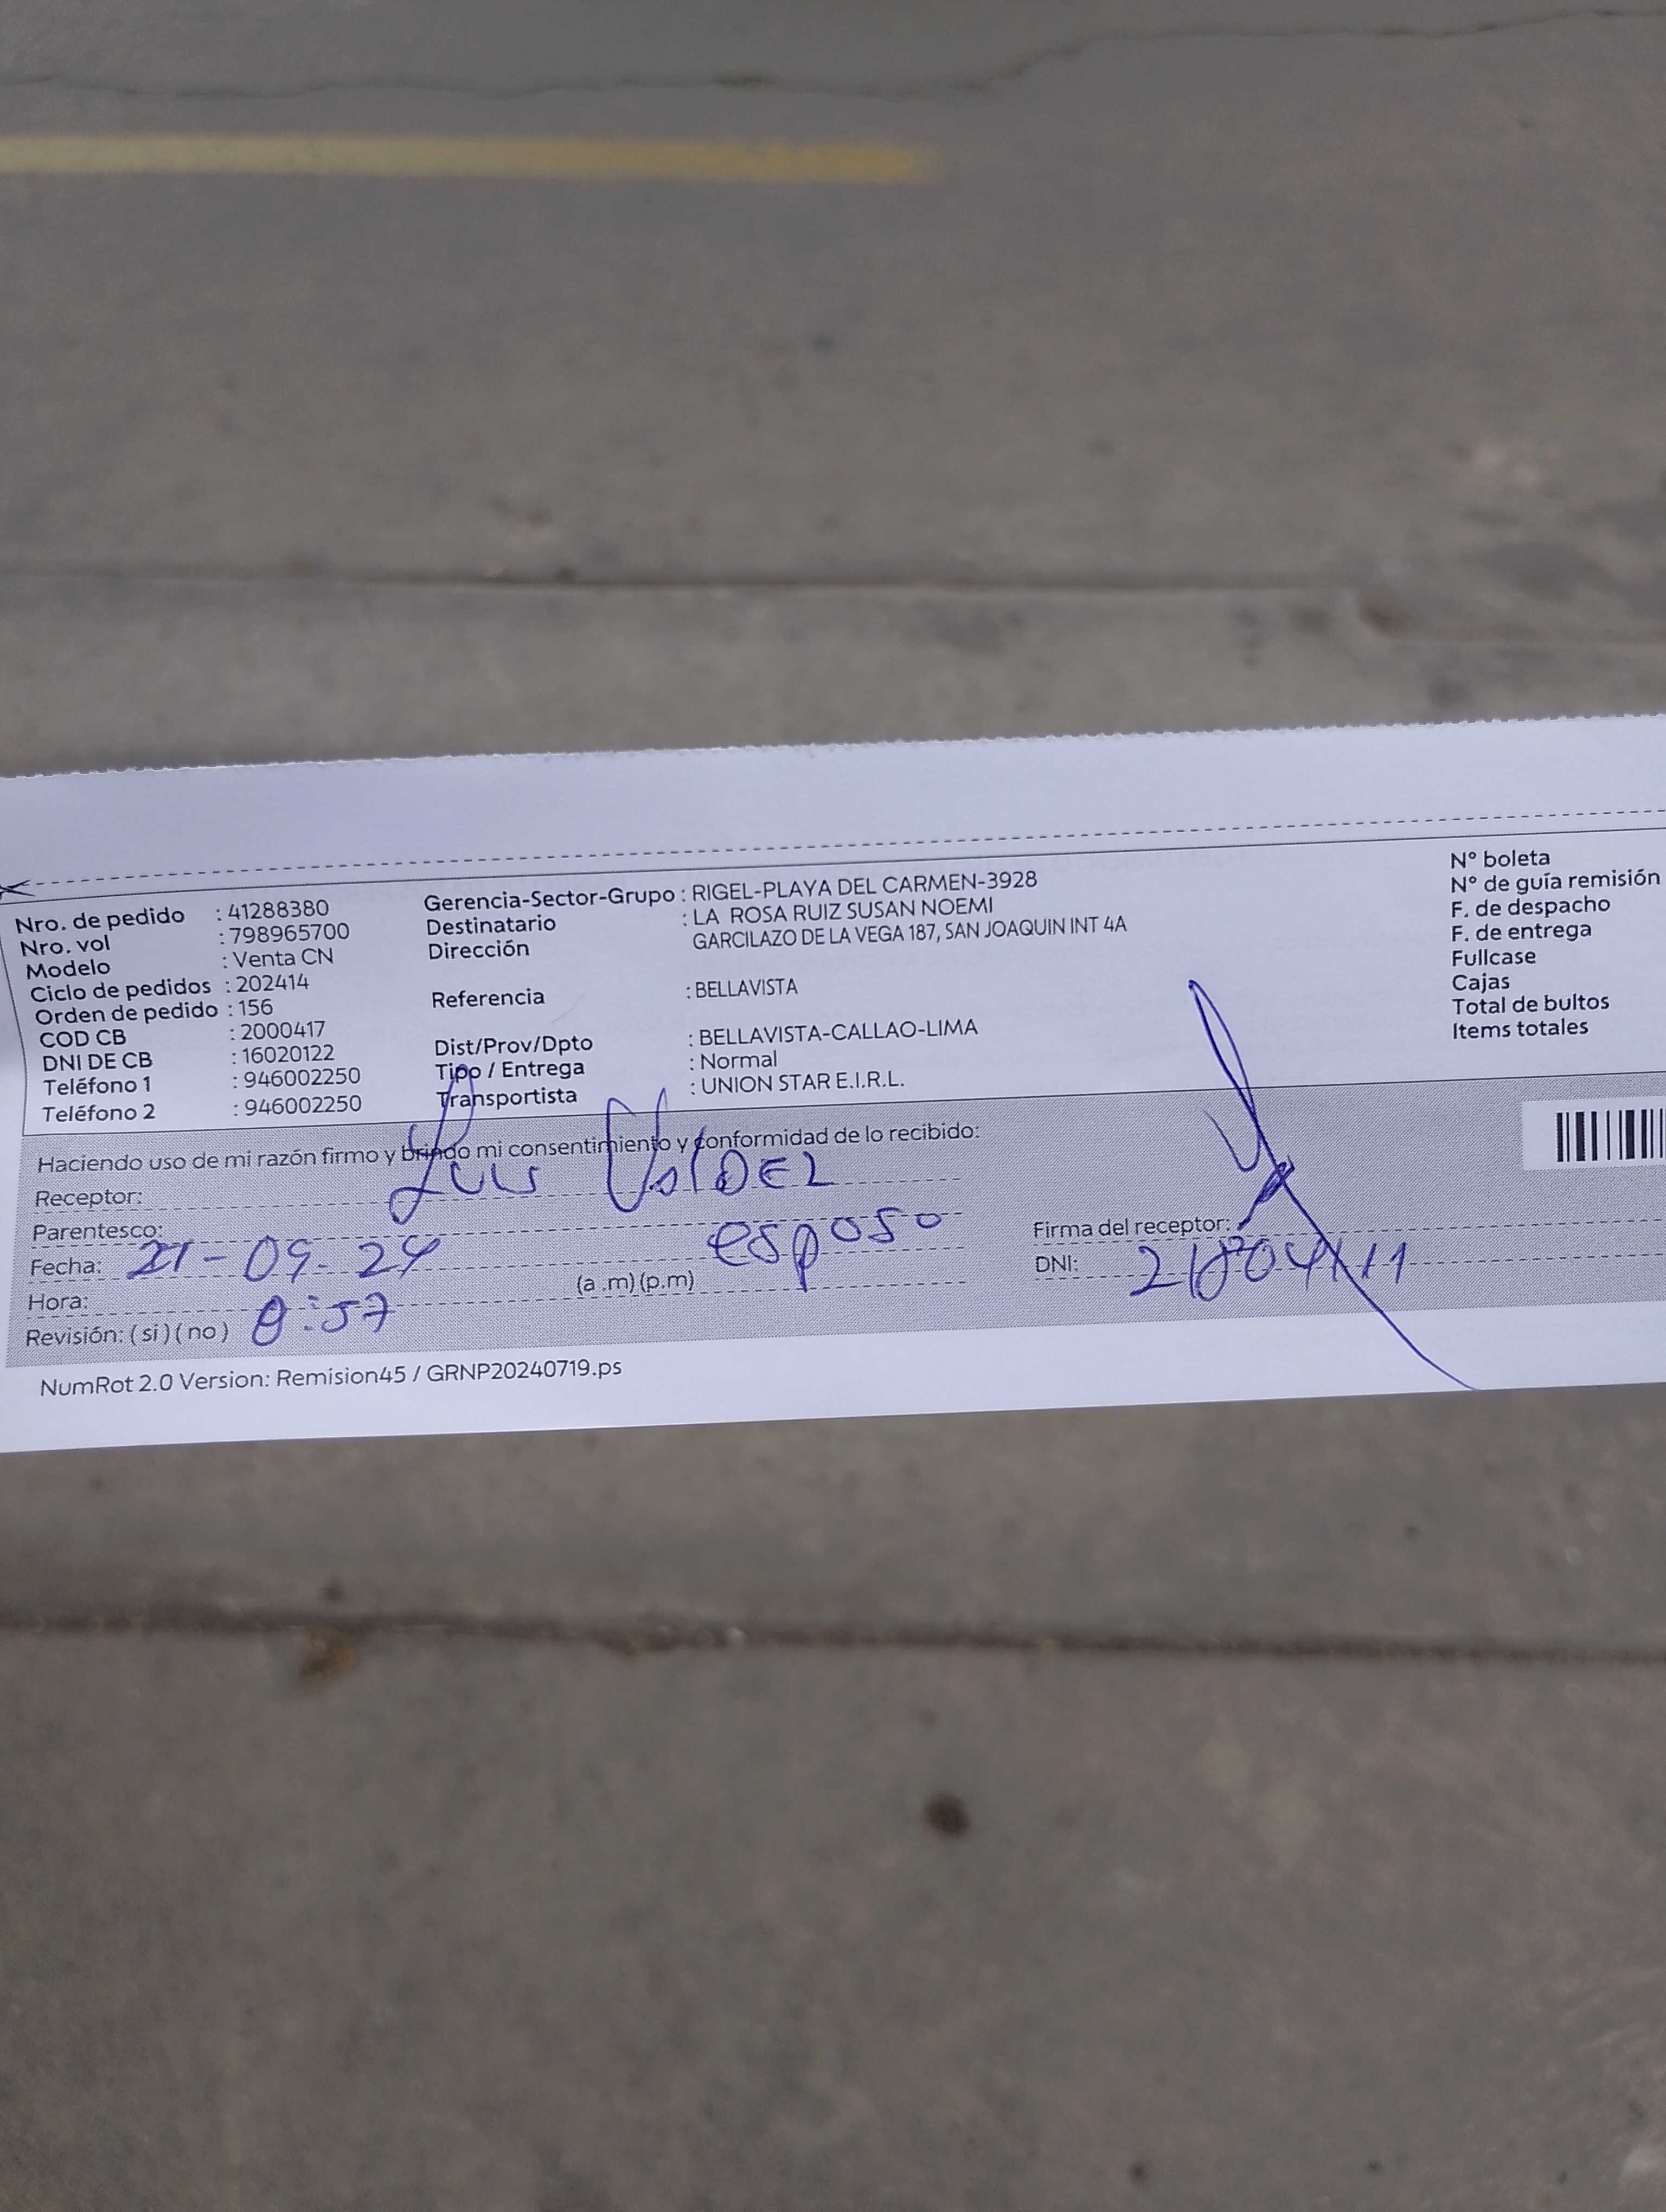 Nro. de pedido : 41288380
Nro. vol : 798965700
Modelo : Venta CN
Ciclo de pedidos : 202414
Orden de pedido : 156
COD CB : 2000417
DNI DE CB : 16020122
Teléfono 1 : 946002250
Teléfono 2 : 946002250
Gerencia-Sector-Grupo : RIGEL-PLAYA DEL CARMEN-3928
Destinatario : LA ROSA RUIZ SUSAN NOEMI
Dirección GARCILAZO DE LA VEGA 187, SAN JOAQUIN INT 4A
Referencia : BELLAVISTA
Dist/Prov/Dpto : BELLAVISTA-CALLAO-LIMA
Tipo / Entrega : Normal
Transportista : UNION STAR E.I.R.L.
N° boleta
N° de guía remisión
F. de despacho
F. de entrega
Fullcase
Cajas
Total de bultos
Items totales
Haciendo uso de mi razón firmo y brindo mi consentimiento y conformidad de lo recibido:
Receptor: Luis
Parentesco: esposo
Fecha: 21-09-24
Hora: 8:57 (a .m) (p.m)
Revisión: ( si ) ( no )
Firma del receptor:
DNI:
NumRot 2.0 Version: Remision45 / GRNP20240719.ps